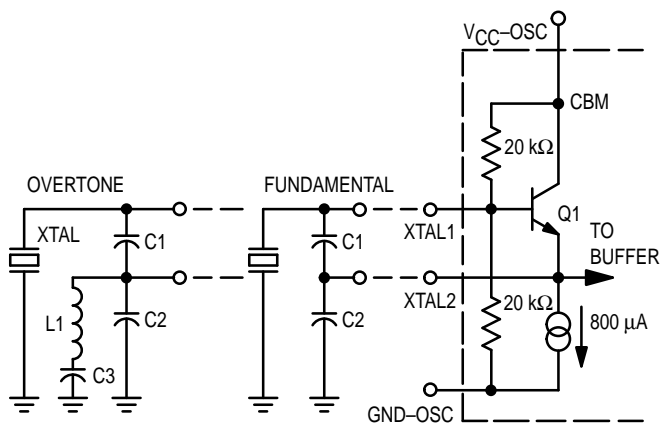 VCC–OSC
CBM
20 kΩ
OVERTONE
FUNDAMENTAL
XTAL
C1
C1
XTAL1
Q1
TO
BUFFER
XTAL2
L1
C2
C2
20 kΩ
800 µA
C3
GND–OSC